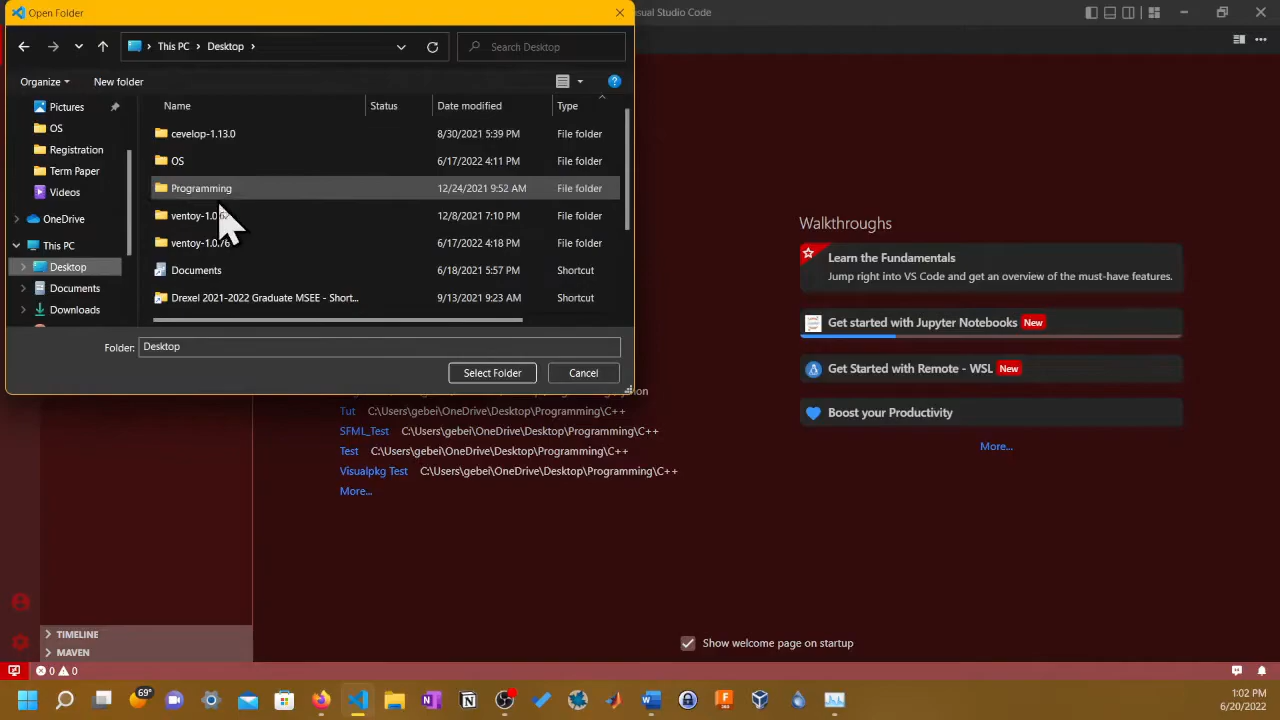 Open Folder
Visual Studio Code
This PC
Desktop
Search Desktop
Organize
New folder
Name
Status
Date modified
Type
Pictures
OS
Registration
Term Paper
Videos
OneDrive
This PC
Desktop
Documents
Downloads
cevelop-1.13.0
8/30/2021 5:39 PM
File folder
OS
6/17/2022 4:11 PM
File folder
Programming
12/24/2021 9:52 AM
File folder
12/8/2021 7:10 PM
File folder
ventoy-1.0.76
6/17/2022 4:18 PM
File folder
Documents
6/18/2021 5:57 PM
Shortcut
Drexel 2021-2022 Graduate MSEE - Short...
9/13/2021 9:23 AM
Shortcut
Folder:
Desktop
Select Folder
Cancel
Tut C:\Users\gebei\OneDrive\Desktop\Programming\C++
SFML_Test C:\Users\gebei\OneDrive\Desktop\Programming\C++
Test C:\Users\gebei\OneDrive\Desktop\Programming\C++
Visualpkg Test C:\Users\gebei\OneDrive\Desktop\Programming\C++
More...
Walkthroughs
Learn the Fundamentals
Jump right into VS Code and get an overview of the must-have features.
Get started with Jupyter Notebooks New
Get Started with Remote - WSL New
Boost your Productivity
More...
Show welcome page on startup
TIMELINE
MAVEN
0 0
69°
1:02 PM
6/20/2022